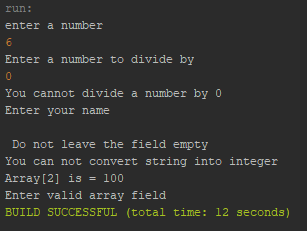 run:
enter a number
6
Enter a number to divide by
0
You cannot divide a number by 0
Enter your name
Do not leave the field empty
You can not convert string into integer
Array[2] is = 100
Enter valid array field
BUILD SUCCESSFUL (total time: 12 seconds)